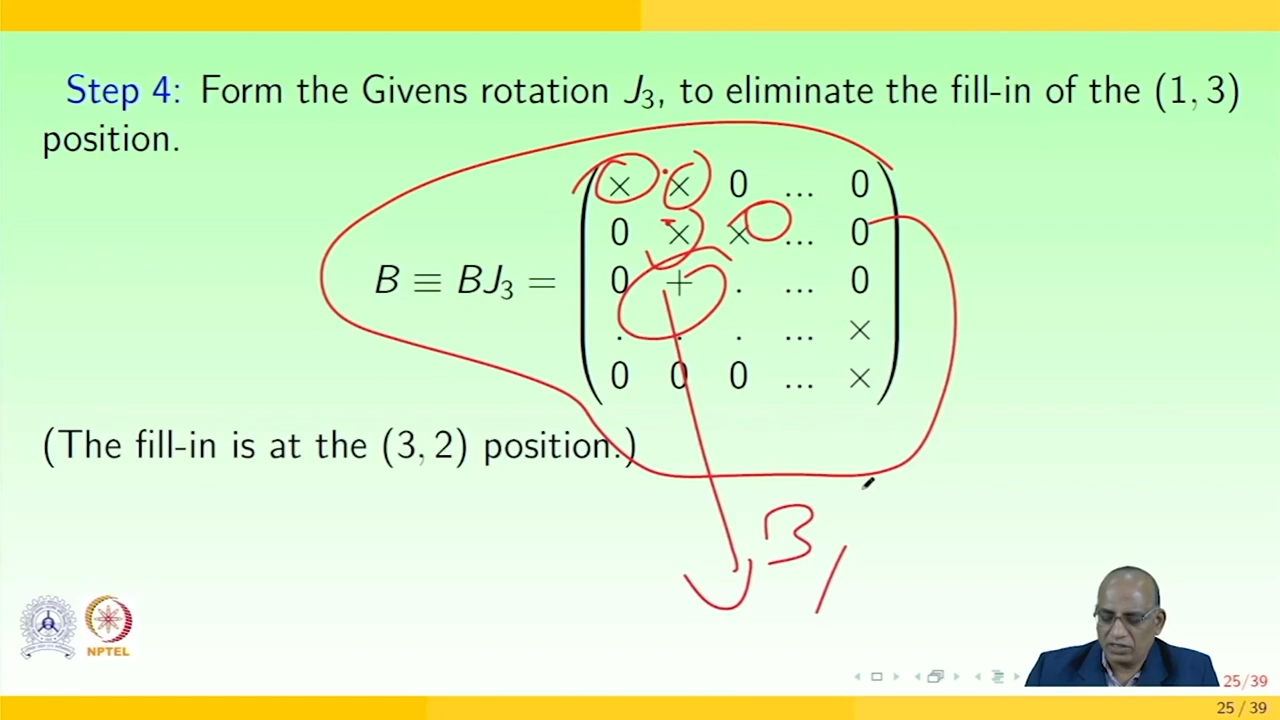 Step 4: Form the Givens rotation J₃, to eliminate the fill-in of the (1, 3)
position.
× × 0 ... 0
0 × × ... 0
B ≡ BJ₃ = 0 + . ... 0
. . . ... ×
0 0 0 ... ×
(The fill-in is at the (3, 2) position.)
NPTEL
25/39
25 / 39